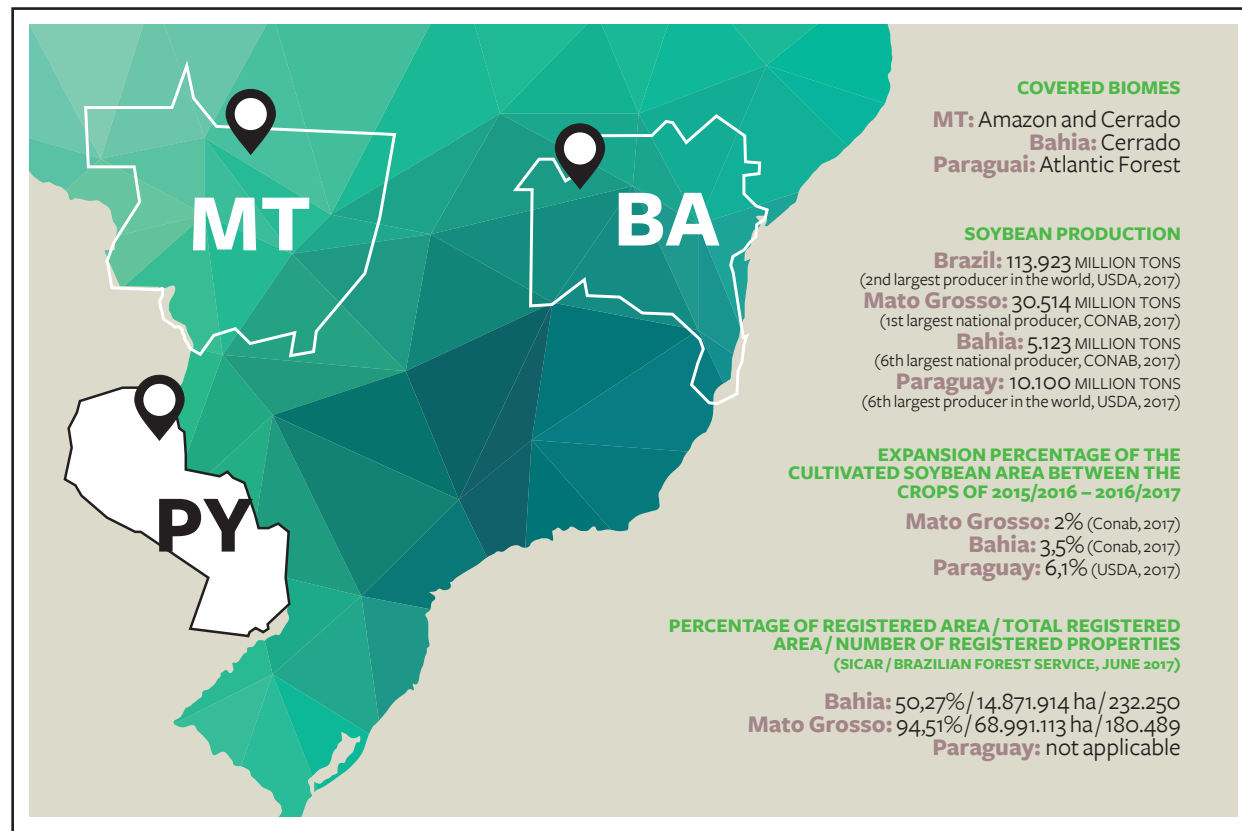 MT
BA
PY
COVERED BIOMES
MT: Amazon and Cerrado
Bahia: Cerrado
Paraguai: Atlantic Forest
SOYBEAN PRODUCTION
Brazil: 113.923 MILLION TONS
(2nd largest producer in the world, USDA, 2017)
Mato Grosso: 30.514 MILLION TONS
(1st largest national producer, CONAB, 2017)
Bahia: 5.123 MILLION TONS
(6th largest national producer, CONAB, 2017)
Paraguay: 10.100 MILLION TONS
(6th largest producer in the world, USDA, 2017)
EXPANSION PERCENTAGE OF THE
CULTIVATED SOYBEAN AREA BETWEEN THE
CROPS OF 2015/2016 – 2016/2017
Mato Grosso: 2% (Conab, 2017)
Bahia: 3,5% (Conab, 2017)
Paraguay: 6,1% (USDA, 2017)
PERCENTAGE OF REGISTERED AREA / TOTAL REGISTERED
AREA / NUMBER OF REGISTERED PROPERTIES
(SICAR / BRAZILIAN FOREST SERVICE, JUNE 2017)
Bahia: 50,27% / 14.871.914 ha / 232.250
Mato Grosso: 94,51% / 68.991.113 ha / 180.489
Paraguay: not applicable